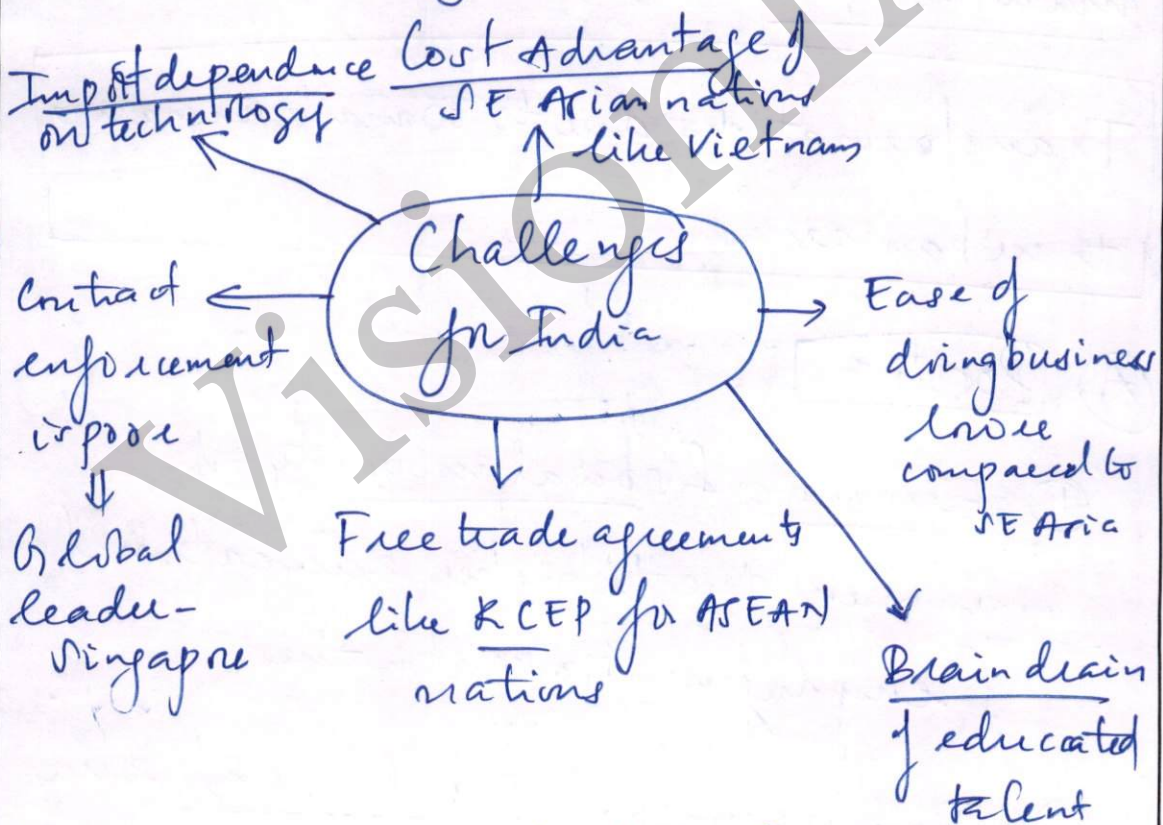 Import dependence
on technology
Cost Advantage of
SE Asian nations
like Vietnam
Challenges
for India
Contract
enforcement
is poor
⇓
Global
leader-
Singapore
Ease of
doing business
lower
compared to
SE Asia
Free trade agreements
like RCEP for ASEAN
nations
Brain drain
of educated
talent
Vision